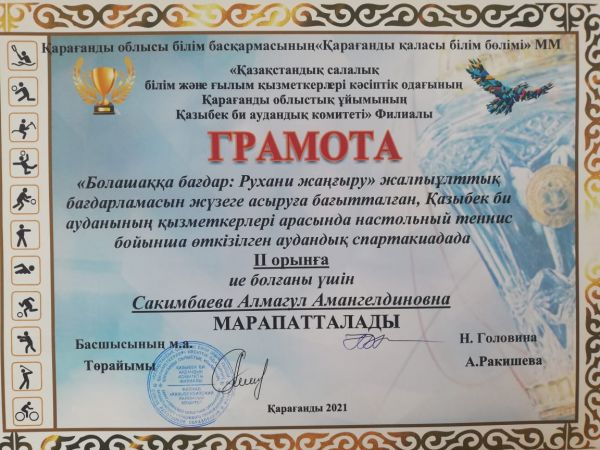 Қарағанды облысы білім басқармасының«Қарағанды қаласы білім бөлімі» ММ
«Қазақстандық салалық
білім және ғылым қызметкерлері кәсіптік одағының
Қарағанды облыстық ұйымының
Қазыбек би аудандық комитеті» Филиалы
ГРАМОТА
«Болашаққа бағдар: Рухани жаңғыру» жалпыұлттық
бағдарламасын жүзеге асыруға бағытталған, Қазыбек би
ауданының қызметкерлері арасында настольный теннис
бойынша өткізілген аудандық спартакиадада
II орынға
ие болғаны үшін
Сакимбаева Алмагул Амангелдиновна
МАРАПАТТАЛАДЫ
Басшысының м.а. Н. Головина
Төрайымы А.Ракишева
Қарағанды 2021